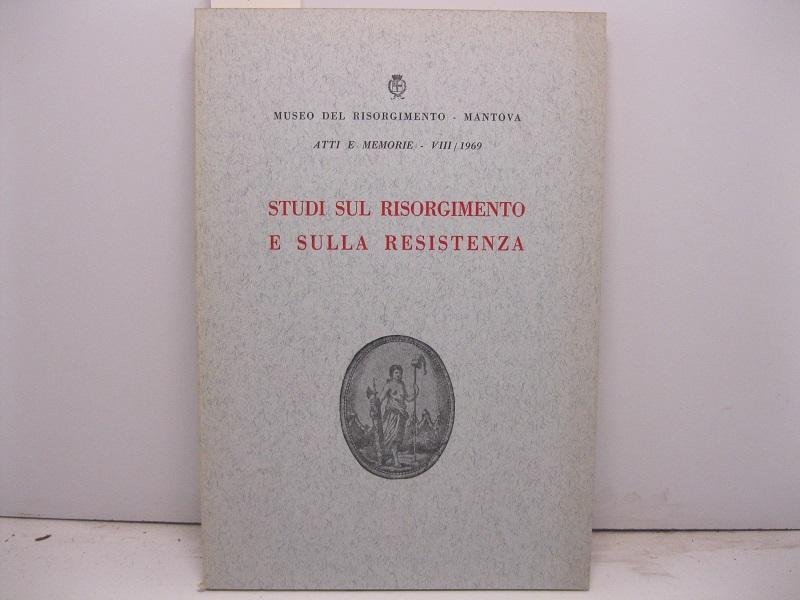 MUSEO DEL RISORGIMENTO - MANTOVA
ATTI E MEMORIE - VIII/1969
STUDI SUL RISORGIMENTO
E SULLA RESISTENZA